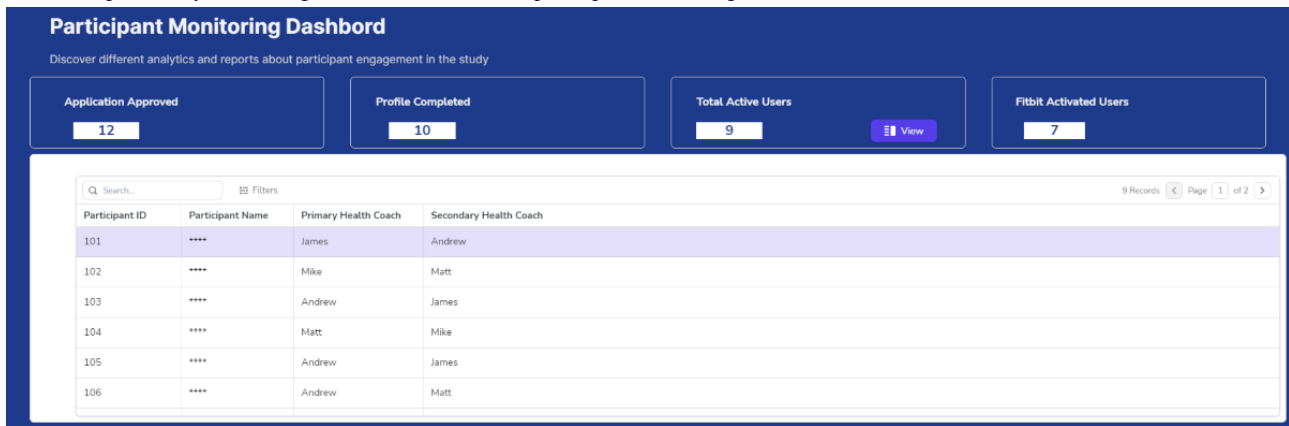 Participant Monitoring Dashbord
Discover different analytics and reports about participant engagement in the study
Application Approved
12
Profile Completed
10
Total Active Users
9
View
Fitbit Activated Users
7
Search...
Filters
9 Records
Page 1 of 2
Participant ID Participant Name Primary Health Coach Secondary Health Coach
101 **** James Andrew
102 **** Mike Matt
103 **** Andrew James
104 **** Matt Mike
105 **** Andrew James
106 **** Andrew Matt